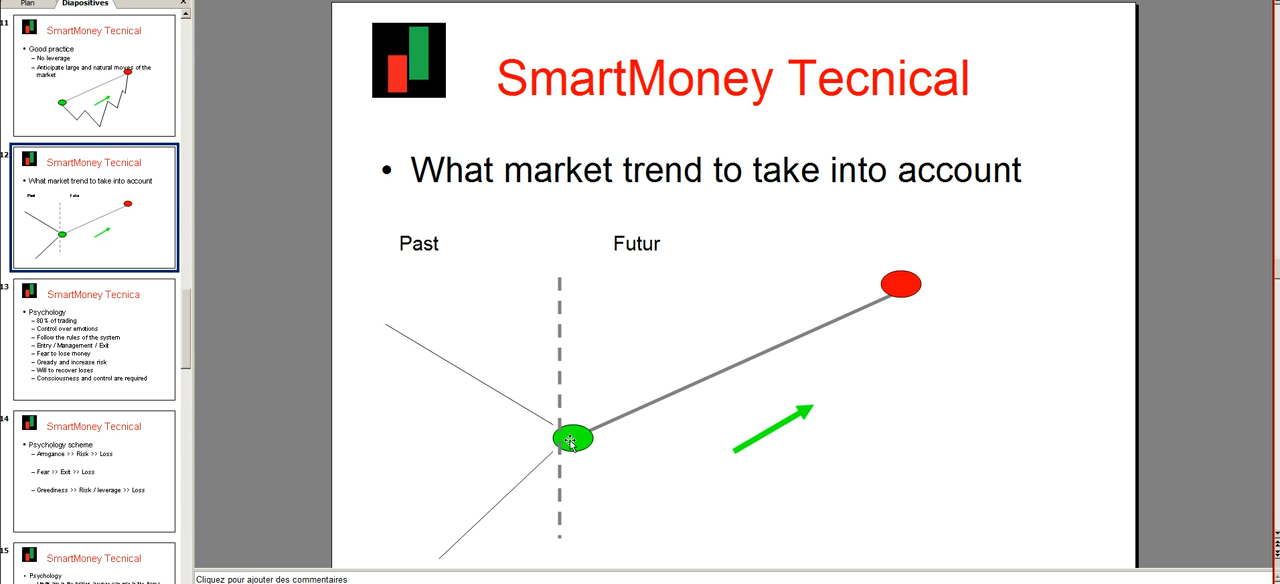 Plan
Diapositives
11
SmartMoney Tecnical
• Good practice
– No leverage
– Anticipate large and natural moves of the
market
12
SmartMoney Tecnical
• What market trend to take into account
Past
Futur
13
SmartMoney Tecnica
• Psychology
– 80% of trading
– Control over emotions
– Follow the rules of the system
– Entry / Management / Exit
– Fear to lose money
– Gready and increase risk
– Will to recover loses
– Consciousness and control are required
14
SmartMoney Tecnical
• Psychology scheme
– Arrogance >> Risk >> Loss
– Fear >> Exit >> Loss
– Greediness >> Risk / leverage >> Loss
15
SmartMoney Tecnical
• Psychology
SmartMoney Tecnical
• What market trend to take into account
Past
Futur
Cliquez pour ajouter des commentaires